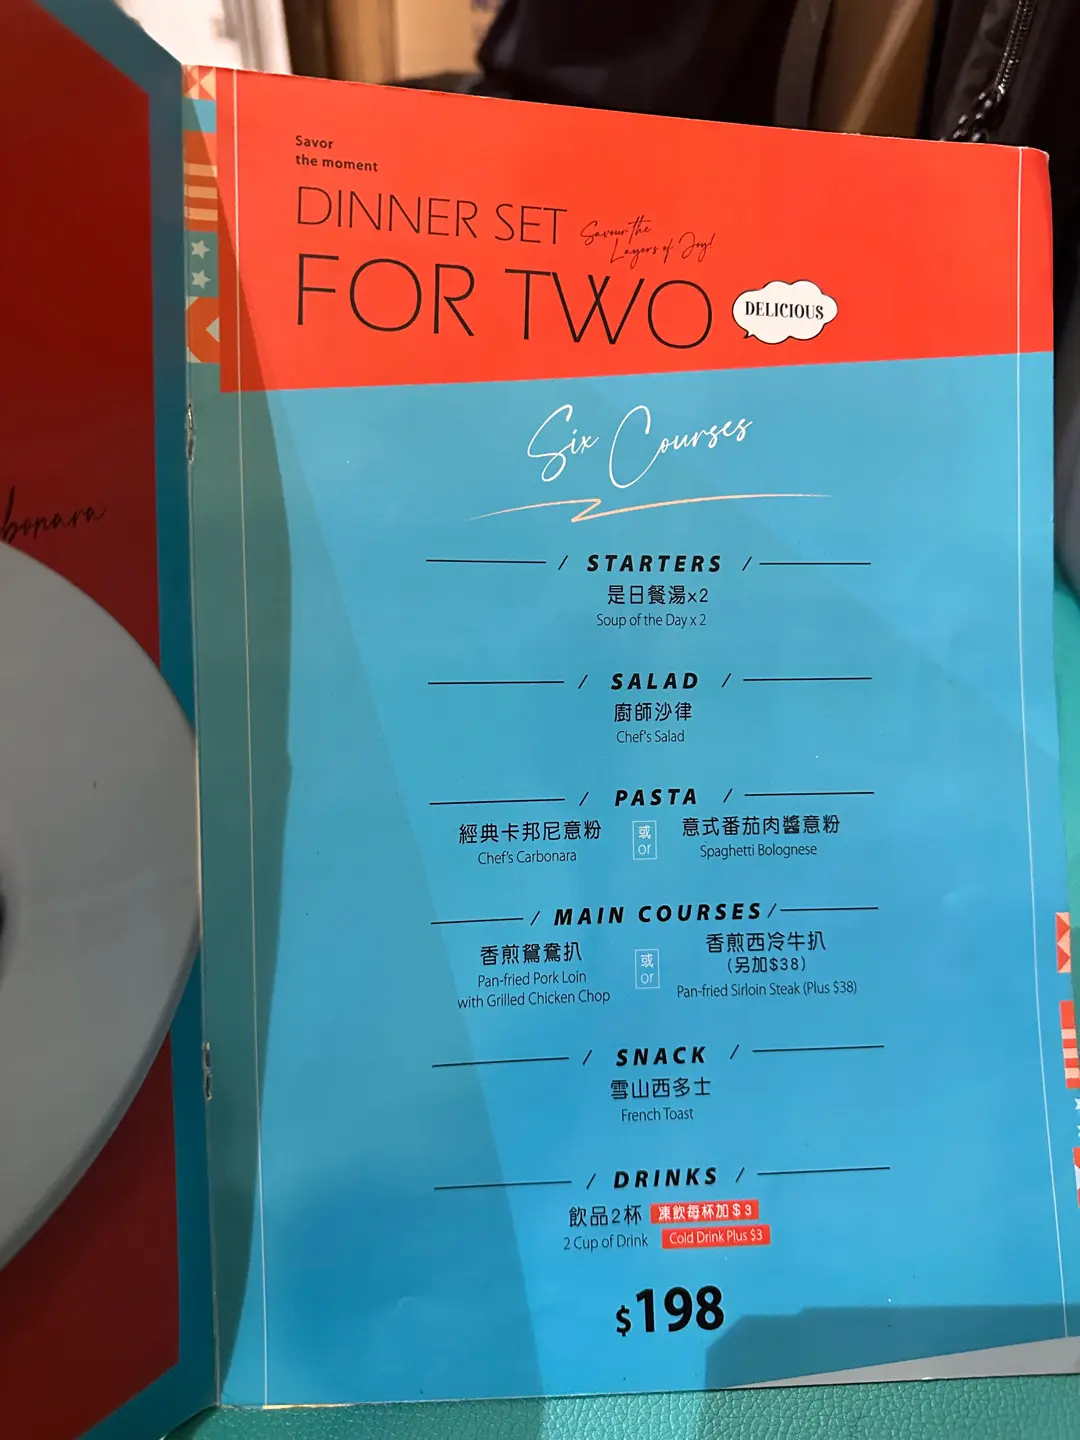 Savor
the moment
DINNER SET
Savour the
Layers of Joy!
FOR TWO
DELICIOUS
Six Courses
/ STARTERS /
是日餐湯x2
Soup of the Day x 2
/ SALAD /
廚師沙律
Chef's Salad
/ PASTA /
經典卡邦尼意粉
Chef's Carbonara
或
or
意式番茄肉醬意粉
Spaghetti Bolognese
/ MAIN COURSES /
香煎鴛鴦扒
Pan-fried Pork Loin
with Grilled Chicken Chop
或
or
香煎西冷牛扒
(另加$38)
Pan-fried Sirloin Steak (Plus $38)
/ SNACK /
雪山西多士
French Toast
/ DRINKS /
飲品2杯 凍飲每杯加$3
2 Cup of Drink Cold Drink Plus $3
$198
bonara